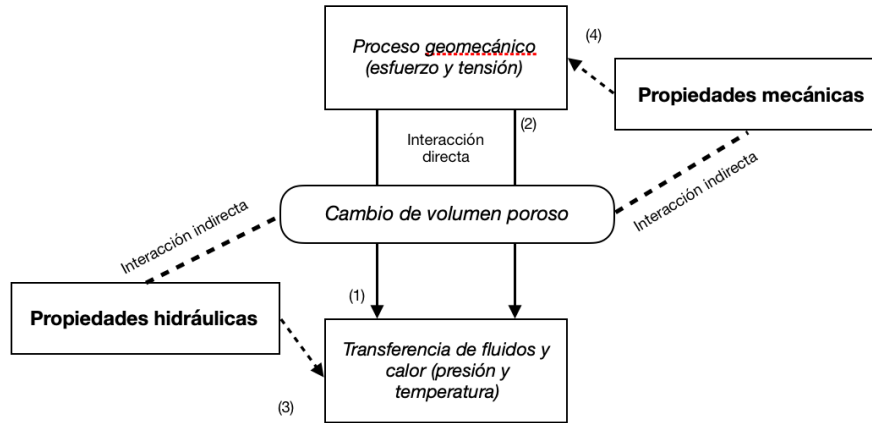 Proceso geomecánico
(esfuerzo y tensión)
(4)
Propiedades mecánicas
(2)
Interacción
directa
Interacción indirecta
Cambio de volumen poroso
Interacción indirecta
Propiedades hidráulicas
(1)
Transferencia de fluidos y
calor (presión y
temperatura)
(3)